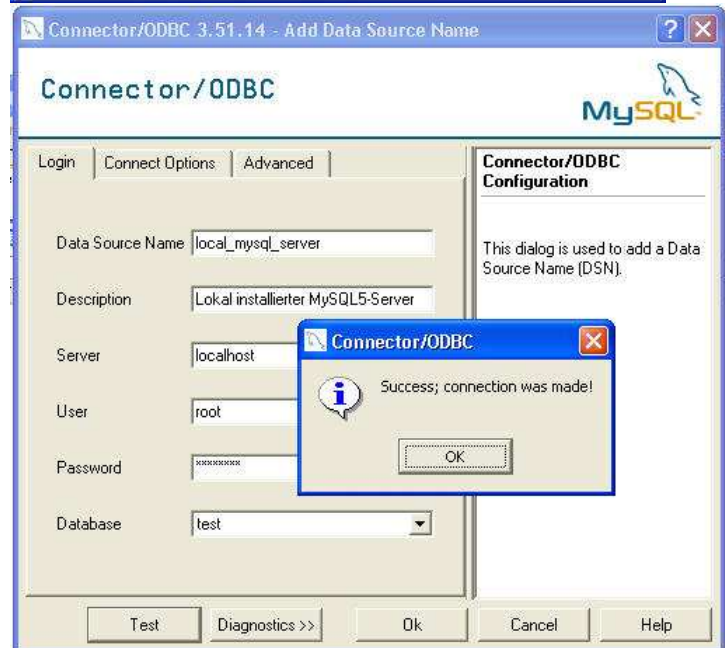 Connector/ODBC 3.51.14 - Add Data Source Name
Connector/ODBC
MySQL
Login
Connect Options
Advanced
Data Source Name
local_mysql_server
Description
Lokal installierter MySQL5-Server
Server
localhost
User
root
Password
********
Database
test
Connector/ODBC
Configuration
This dialog is used to add a Data
Source Name (DSN).
Connector/ODBC
Success; connection was made!
OK
Test
Diagnostics >>
Ok
Cancel
Help